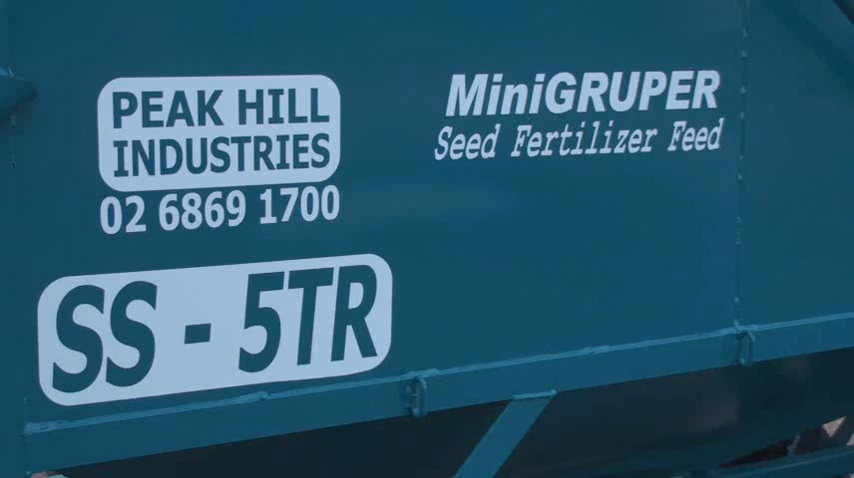 PEAK HILL
INDUSTRIES
02 6869 1700
MiniGRUPER
Seed Fertilizer Feed
SS - 5TR